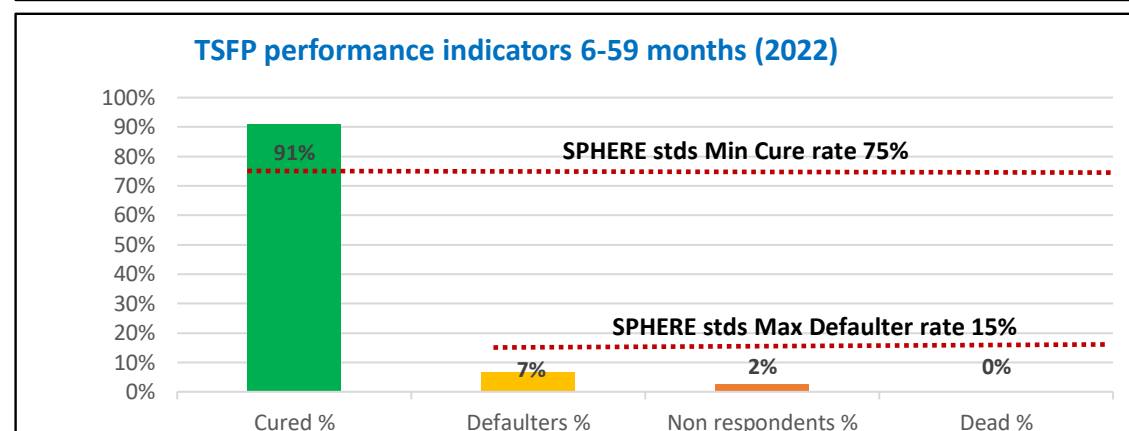 TSFP performance indicators 6-59 months (2022)
100%
90%
80%
70%
60%
50%
40%
30%
20%
10%
0%
91%
SPHERE stds Min Cure rate 75%
SPHERE stds Max Defaulter rate 15%
7%
2%
0%
Cured %
Defaulters %
Non respondents %
Dead %